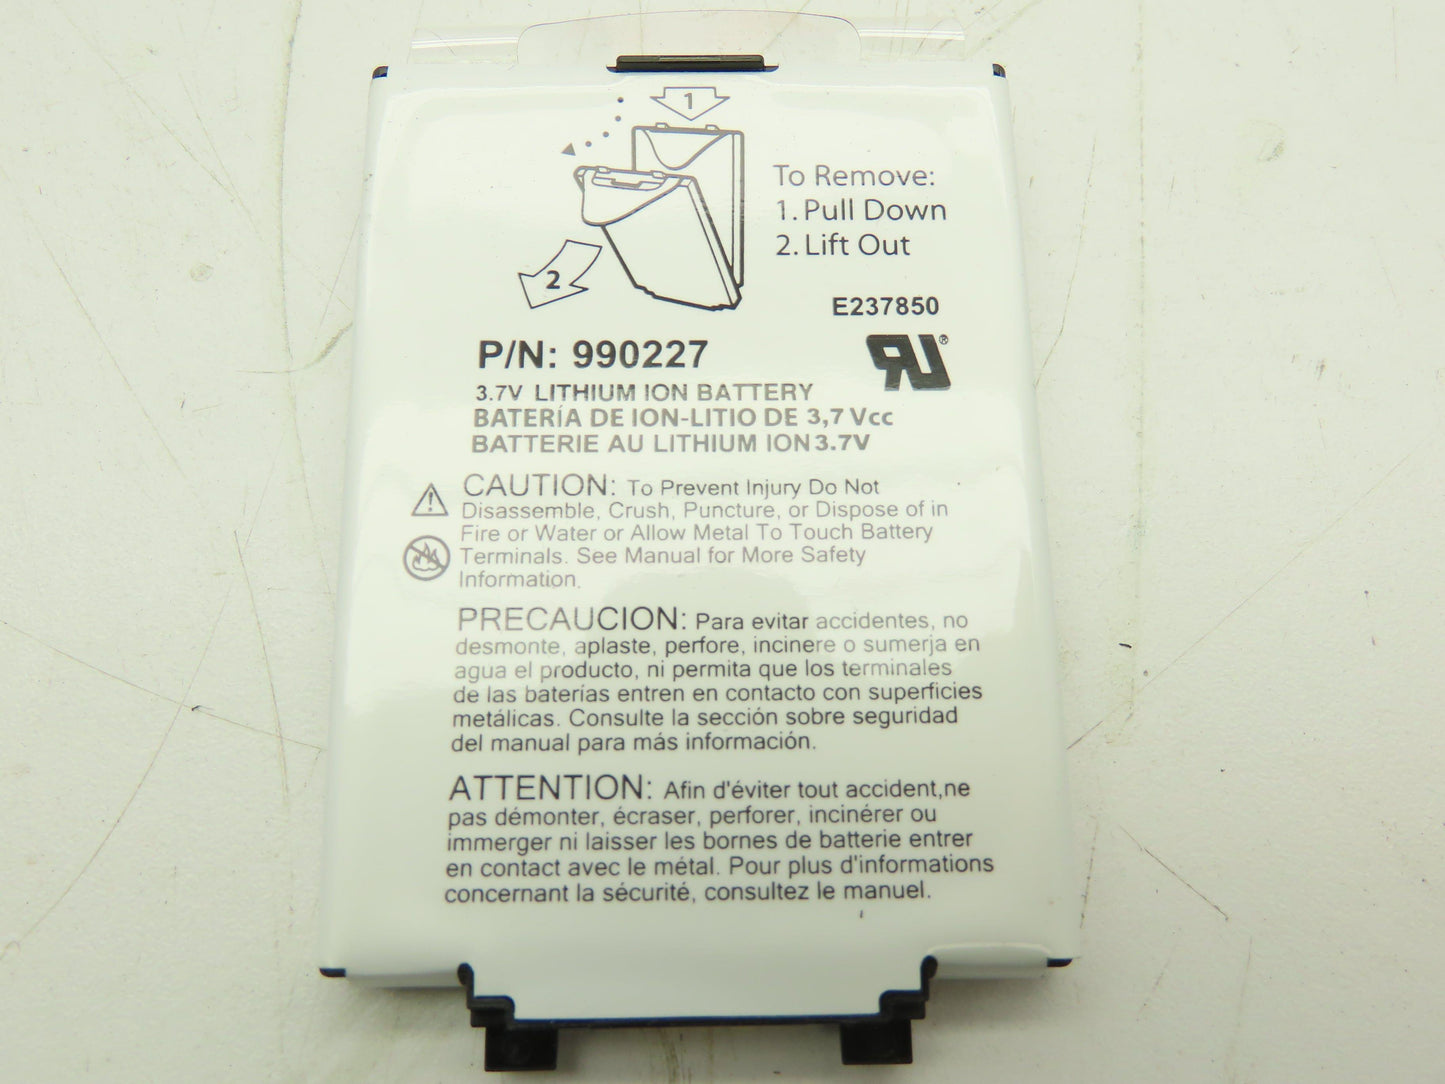 1
2
To Remove:
1. Pull Down
2. Lift Out
E237850
P/N: 990227
RU®
3.7V LITHIUM ION BATTERY
BATERÍA DE ION-LITIO DE 3,7 Vcc
BATTERIE AU LITHIUM ION 3.7V
CAUTION: To Prevent Injury Do Not
Disassemble, Crush, Puncture, or Dispose of in
Fire or Water or Allow Metal To Touch Battery
Terminals. See Manual for More Safety
Information.
PRECAUCION: Para evitar accidentes, no
desmonte, aplaste, perfore, incinere o sumerja en
agua el producto, ni permita que los terminales
de las baterías entren en contacto con superficies
metálicas. Consulte la sección sobre seguridad
del manual para más información.
ATTENTION: Afin d'éviter tout accident,ne
pas démonter, écraser, perforer, incinérer ou
immerger ni laisser les bornes de batterie entrer
en contact avec le métal. Pour plus d'informations
concernant la sécurité, consultez le manuel.